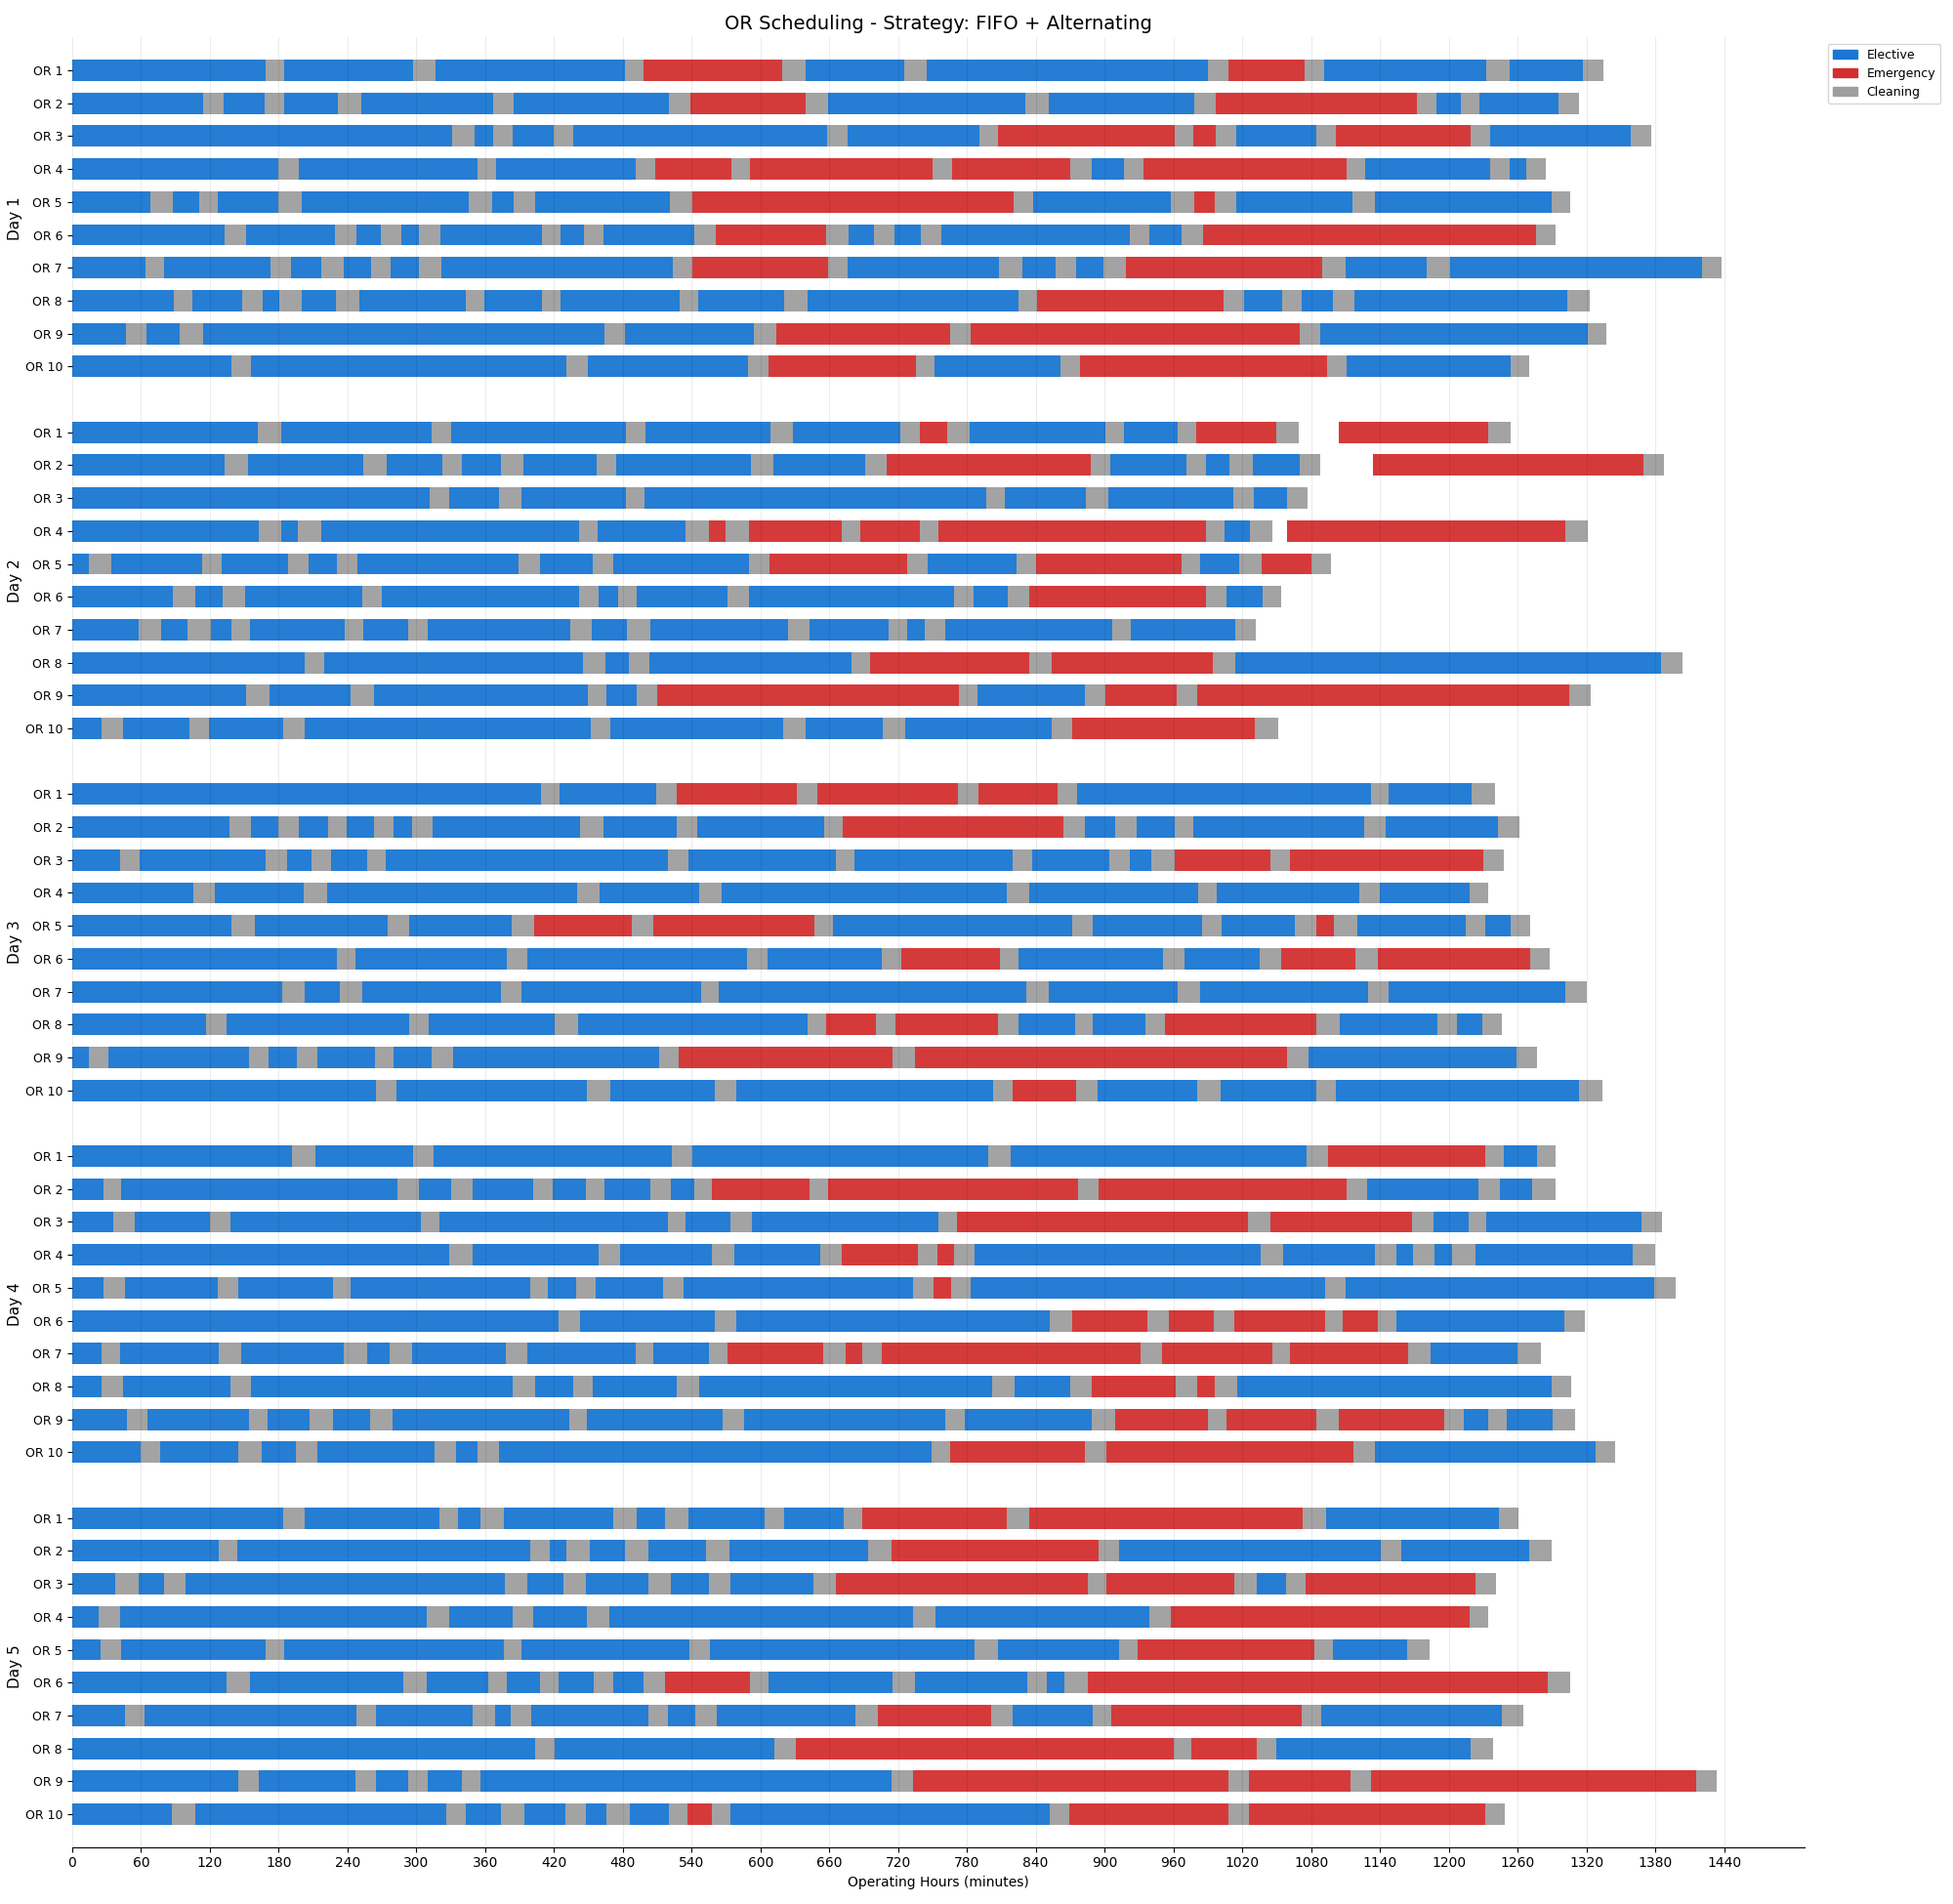 OR Scheduling - Strategy: FIFO + Alternating
Elective
Emergency
Cleaning
Day 1
OR 1
OR 2
OR 3
OR 4
OR 5
OR 6
OR 7
OR 8
OR 9
OR 10
Day 2
OR 1
OR 2
OR 3
OR 4
OR 5
OR 6
OR 7
OR 8
OR 9
OR 10
Day 3
OR 1
OR 2
OR 3
OR 4
OR 5
OR 6
OR 7
OR 8
OR 9
OR 10
Day 4
OR 1
OR 2
OR 3
OR 4
OR 5
OR 6
OR 7
OR 8
OR 9
OR 10
Day 5
OR 1
OR 2
OR 3
OR 4
OR 5
OR 6
OR 7
OR 8
OR 9
OR 10
0 60 120 180 240 300 360 420 480 540 600 660 720 780 840 900 960 1020 1080 1140 1200 1260 1320 1380 1440
Operating Hours (minutes)